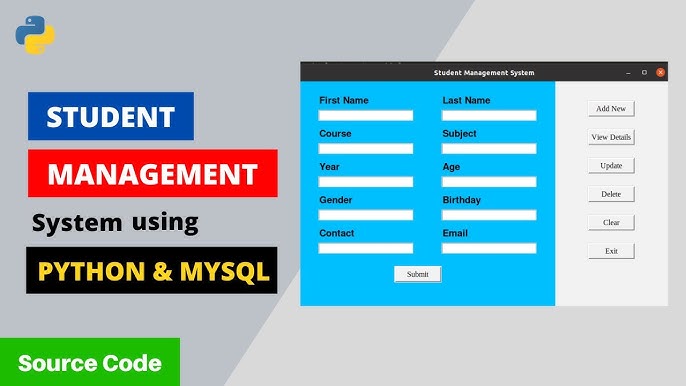 STUDENT
MANAGEMENT
System using
PYTHON & MYSQL
Source Code
Student Management System
First Name Last Name
Course Subject
Year Age
Gender Birthday
Contact Email
Submit
Add New
View Details
Update
Delete
Clear
Exit